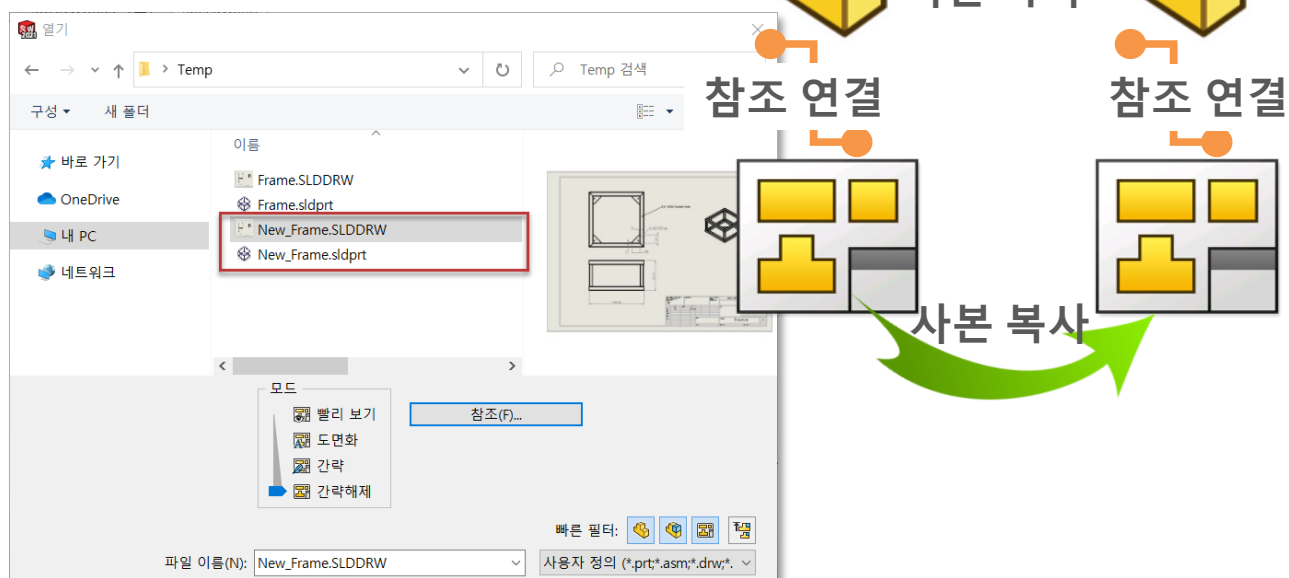 열기
Temp
Temp 검색
구성
새 폴더
참조 연결
참조 연결
이름
바로 가기
OneDrive
내 PC
네트워크
Frame.SLDDRW
Frame.sldprt
New_Frame.SLDDRW
New_Frame.sldprt
사본 복사
모드
빨리 보기
도면화
간략
간략해제
참조(F)...
빠른 필터:
파일 이름(N):
New_Frame.SLDDRW
사용자 정의 (*.prt;*.asm;*.drw;*.